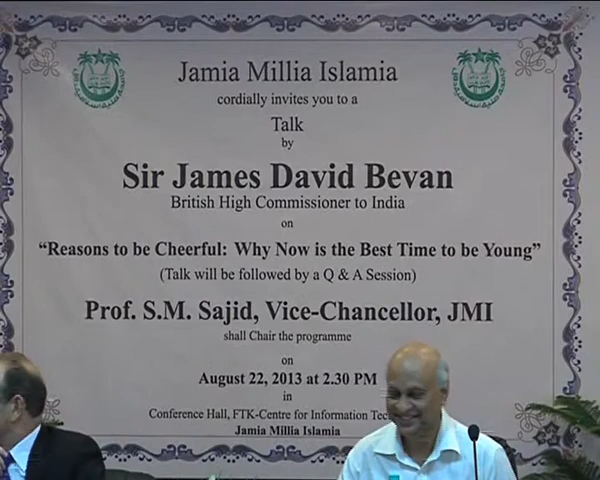 Jamia Millia Islamia
cordially invites you to a
Talk
by
Sir James David Bevan
British High Commissioner to India
on
“Reasons to be Cheerful: Why Now is the Best Time to be Young”
(Talk will be followed by a Q & A Session)
Prof. S.M. Sajid, Vice-Chancellor, JMI
shall Chair the programme
on
August 22, 2013 at 2.30 PM
in
Conference Hall, FTK-Centre for Information Tec
Jamia Millia Islamia